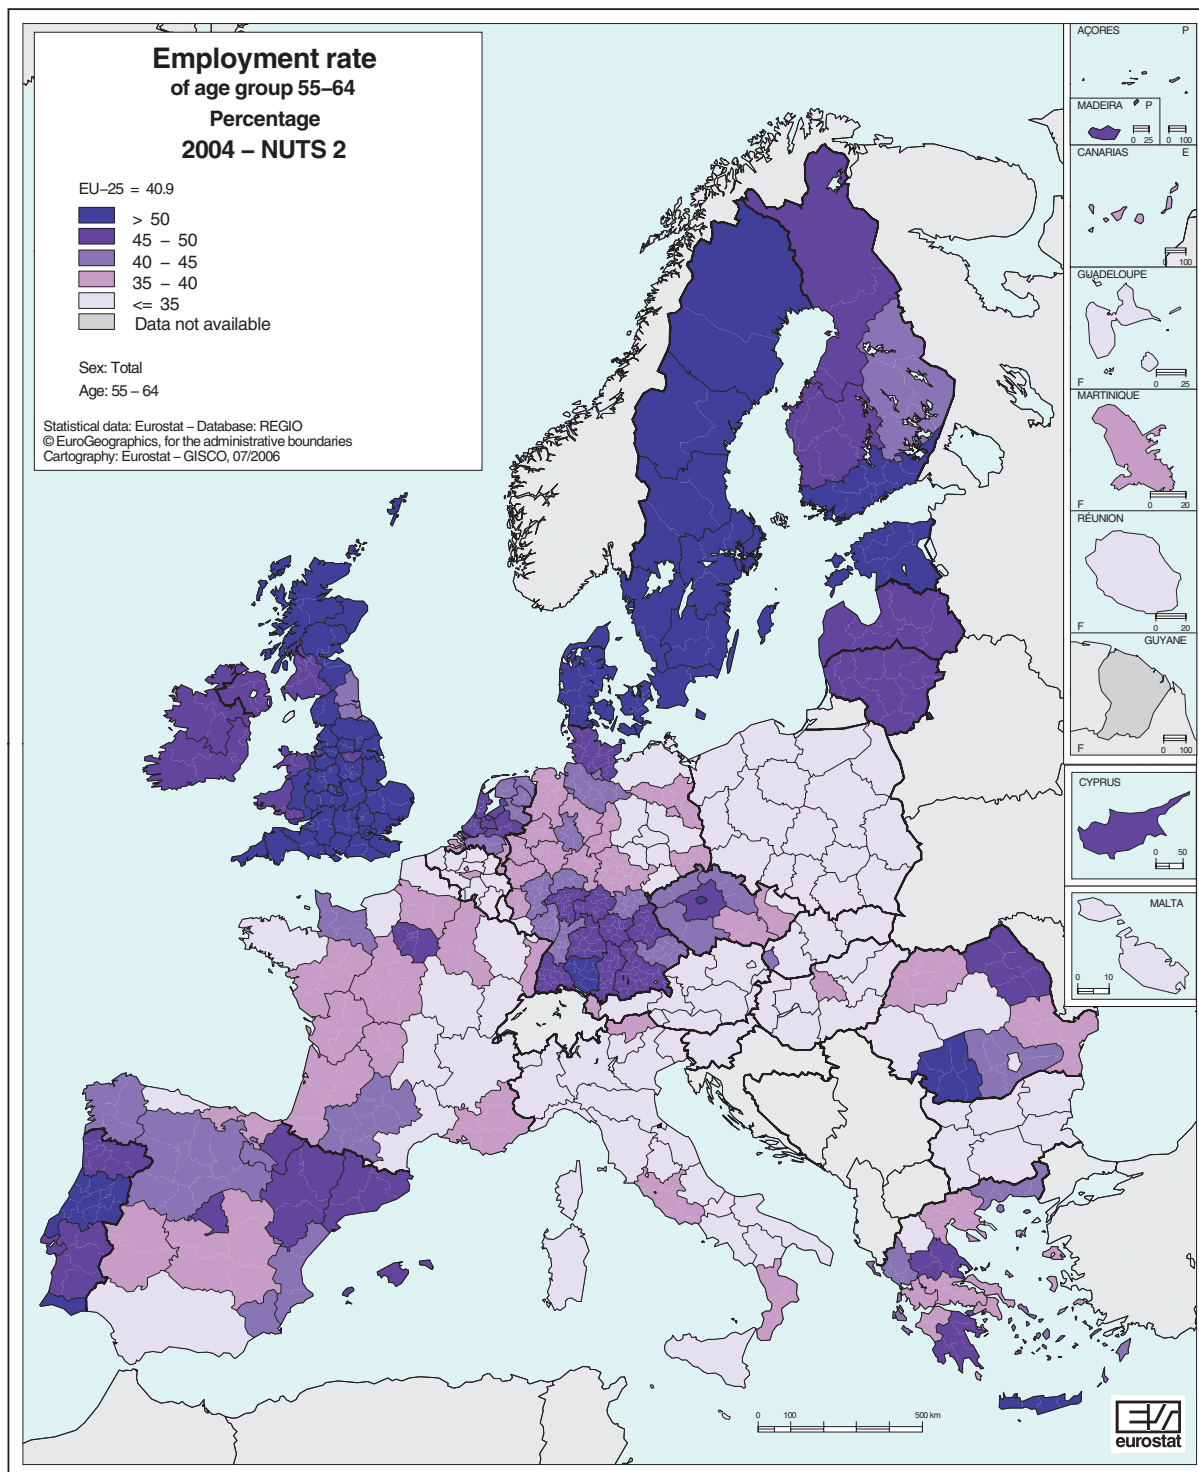 Employment rate
of age group 55–64
Percentage
2004 – NUTS 2
EU–25 = 40.9
> 50
45 – 50
40 – 45
35 – 40
<= 35
Data not available
Sex: Total
Age: 55 – 64
Statistical data: Eurostat – Database: REGIO
© EuroGeographics, for the administrative boundaries
Cartography: Eurostat – GISCO, 07/2006
AÇORES P
MADEIRA P
0 25 0 100
CANARIAS E
0 100
GUADELOUPE
F 0 25
MARTINIQUE
F 0 20
RÉUNION
F 0 20
GUYANE
F 0 100
CYPRUS
0 50
MALTA
0 10
0 100 500 km
eurostat